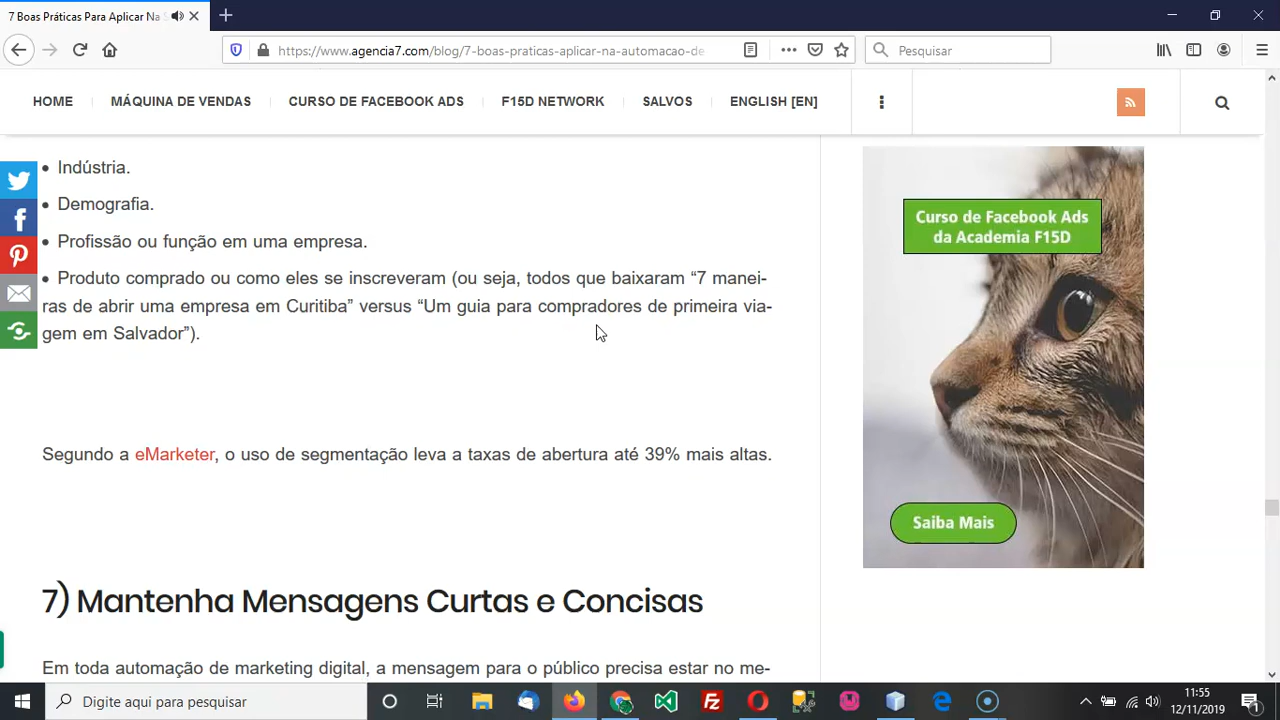 7 Boas Práticas Para Aplicar Na
https://www.agencia7.com/blog/7-boas-praticas-aplicar-na-automacao-de
Pesquisar
HOME
MÁQUINA DE VENDAS
CURSO DE FACEBOOK ADS
F15D NETWORK
SALVOS
ENGLISH [EN]
• Indústria.
• Demografia.
• Profissão ou função em uma empresa.
• Produto comprado ou como eles se inscreveram (ou seja, todos que baixaram “7 manei-
ras de abrir uma empresa em Curitiba” versus “Um guia para compradores de primeira via-
gem em Salvador”).
Segundo a eMarketer, o uso de segmentação leva a taxas de abertura até 39% mais altas.
7) Mantenha Mensagens Curtas e Concisas
Em toda automação de marketing digital, a mensagem para o público precisa estar no me-
Curso de Facebook Ads
da Academia F15D
Saiba Mais
Digite aqui para pesquisar
11:55
12/11/2019
1